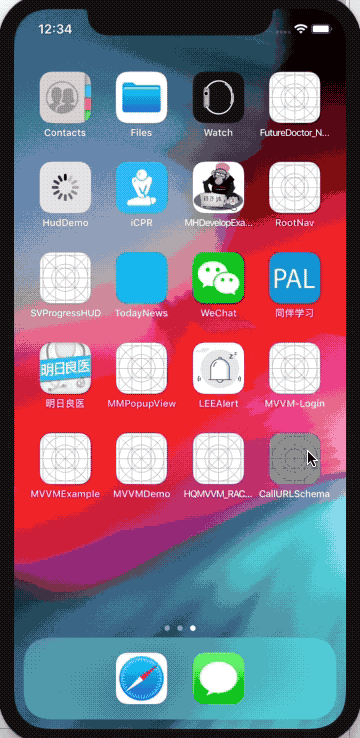 12:34
Contacts
Files
Watch
FutureDoctor_N...
HudDemo
iCPR
MHDevelopExa...
RootNav
SVProgressHUD
TodayNews
WeChat
PAL
同伴学习
明日良医
明日良医
MMPopupView
LEEAlert
MVVM-Login
MVVMExample
MVVMDemo
HQMVVM_RAC...
CallURLSchema